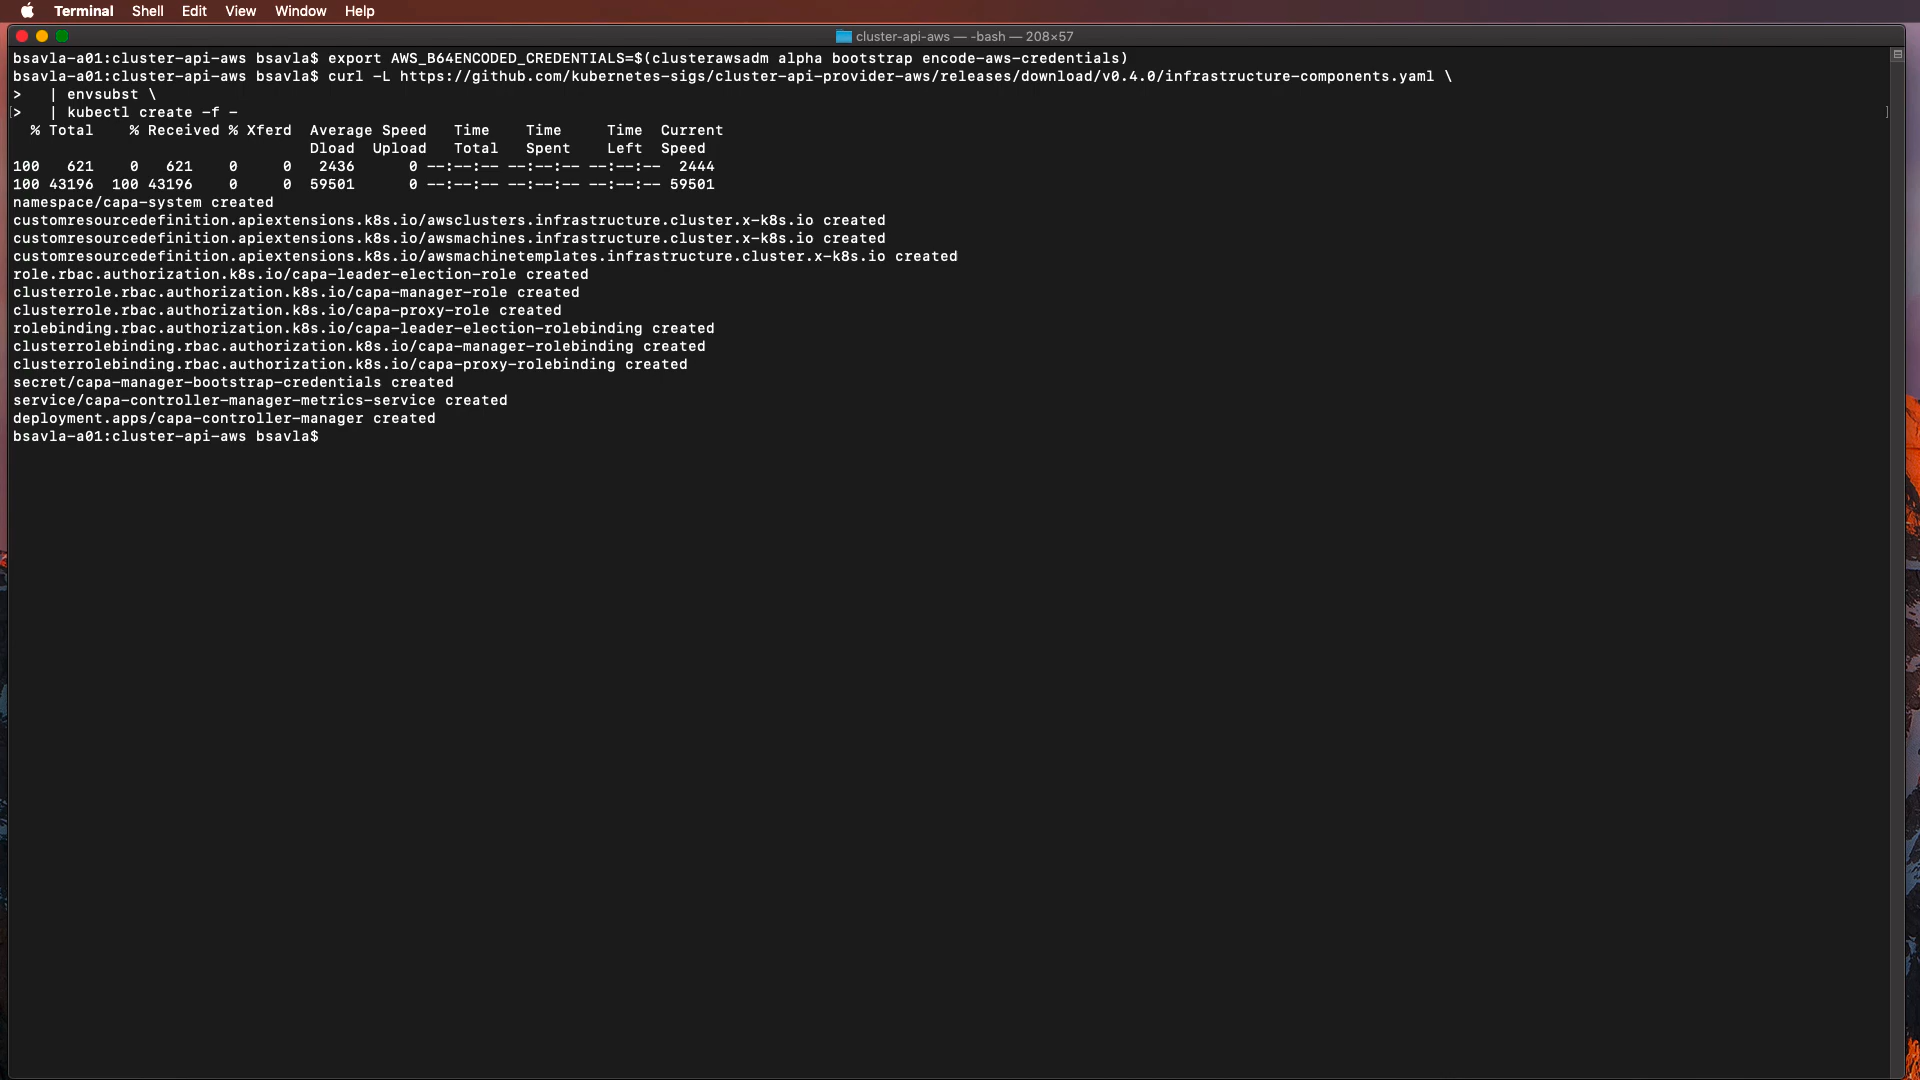 Terminal Shell Edit View Window Help
cluster-api-aws — -bash — 208×57
bsavla-a01:cluster-api-aws bsavla$ export AWS_B64ENCODED_CREDENTIALS=$(clusterawsadm alpha bootstrap encode-aws-credentials)
bsavla-a01:cluster-api-aws bsavla$ curl -L https://github.com/kubernetes-sigs/cluster-api-provider-aws/releases/download/v0.4.0/infrastructure-components.yaml \
>   | envsubst \
[>   | kubectl create -f -                                                                                                                                      ]
  % Total    % Received % Xferd  Average Speed   Time    Time     Time  Current
                                 Dload  Upload   Total   Spent    Left  Speed
100   621    0   621    0     0   2436      0 --:--:-- --:--:-- --:--:--  2444
100 43196  100 43196    0     0  59501      0 --:--:-- --:--:-- --:--:-- 59501
namespace/capa-system created
customresourcedefinition.apiextensions.k8s.io/awsclusters.infrastructure.cluster.x-k8s.io created
customresourcedefinition.apiextensions.k8s.io/awsmachines.infrastructure.cluster.x-k8s.io created
customresourcedefinition.apiextensions.k8s.io/awsmachinetemplates.infrastructure.cluster.x-k8s.io created
role.rbac.authorization.k8s.io/capa-leader-election-role created
clusterrole.rbac.authorization.k8s.io/capa-manager-role created
clusterrole.rbac.authorization.k8s.io/capa-proxy-role created
rolebinding.rbac.authorization.k8s.io/capa-leader-election-rolebinding created
clusterrolebinding.rbac.authorization.k8s.io/capa-manager-rolebinding created
clusterrolebinding.rbac.authorization.k8s.io/capa-proxy-rolebinding created
secret/capa-manager-bootstrap-credentials created
service/capa-controller-manager-metrics-service created
deployment.apps/capa-controller-manager created
bsavla-a01:cluster-api-aws bsavla$